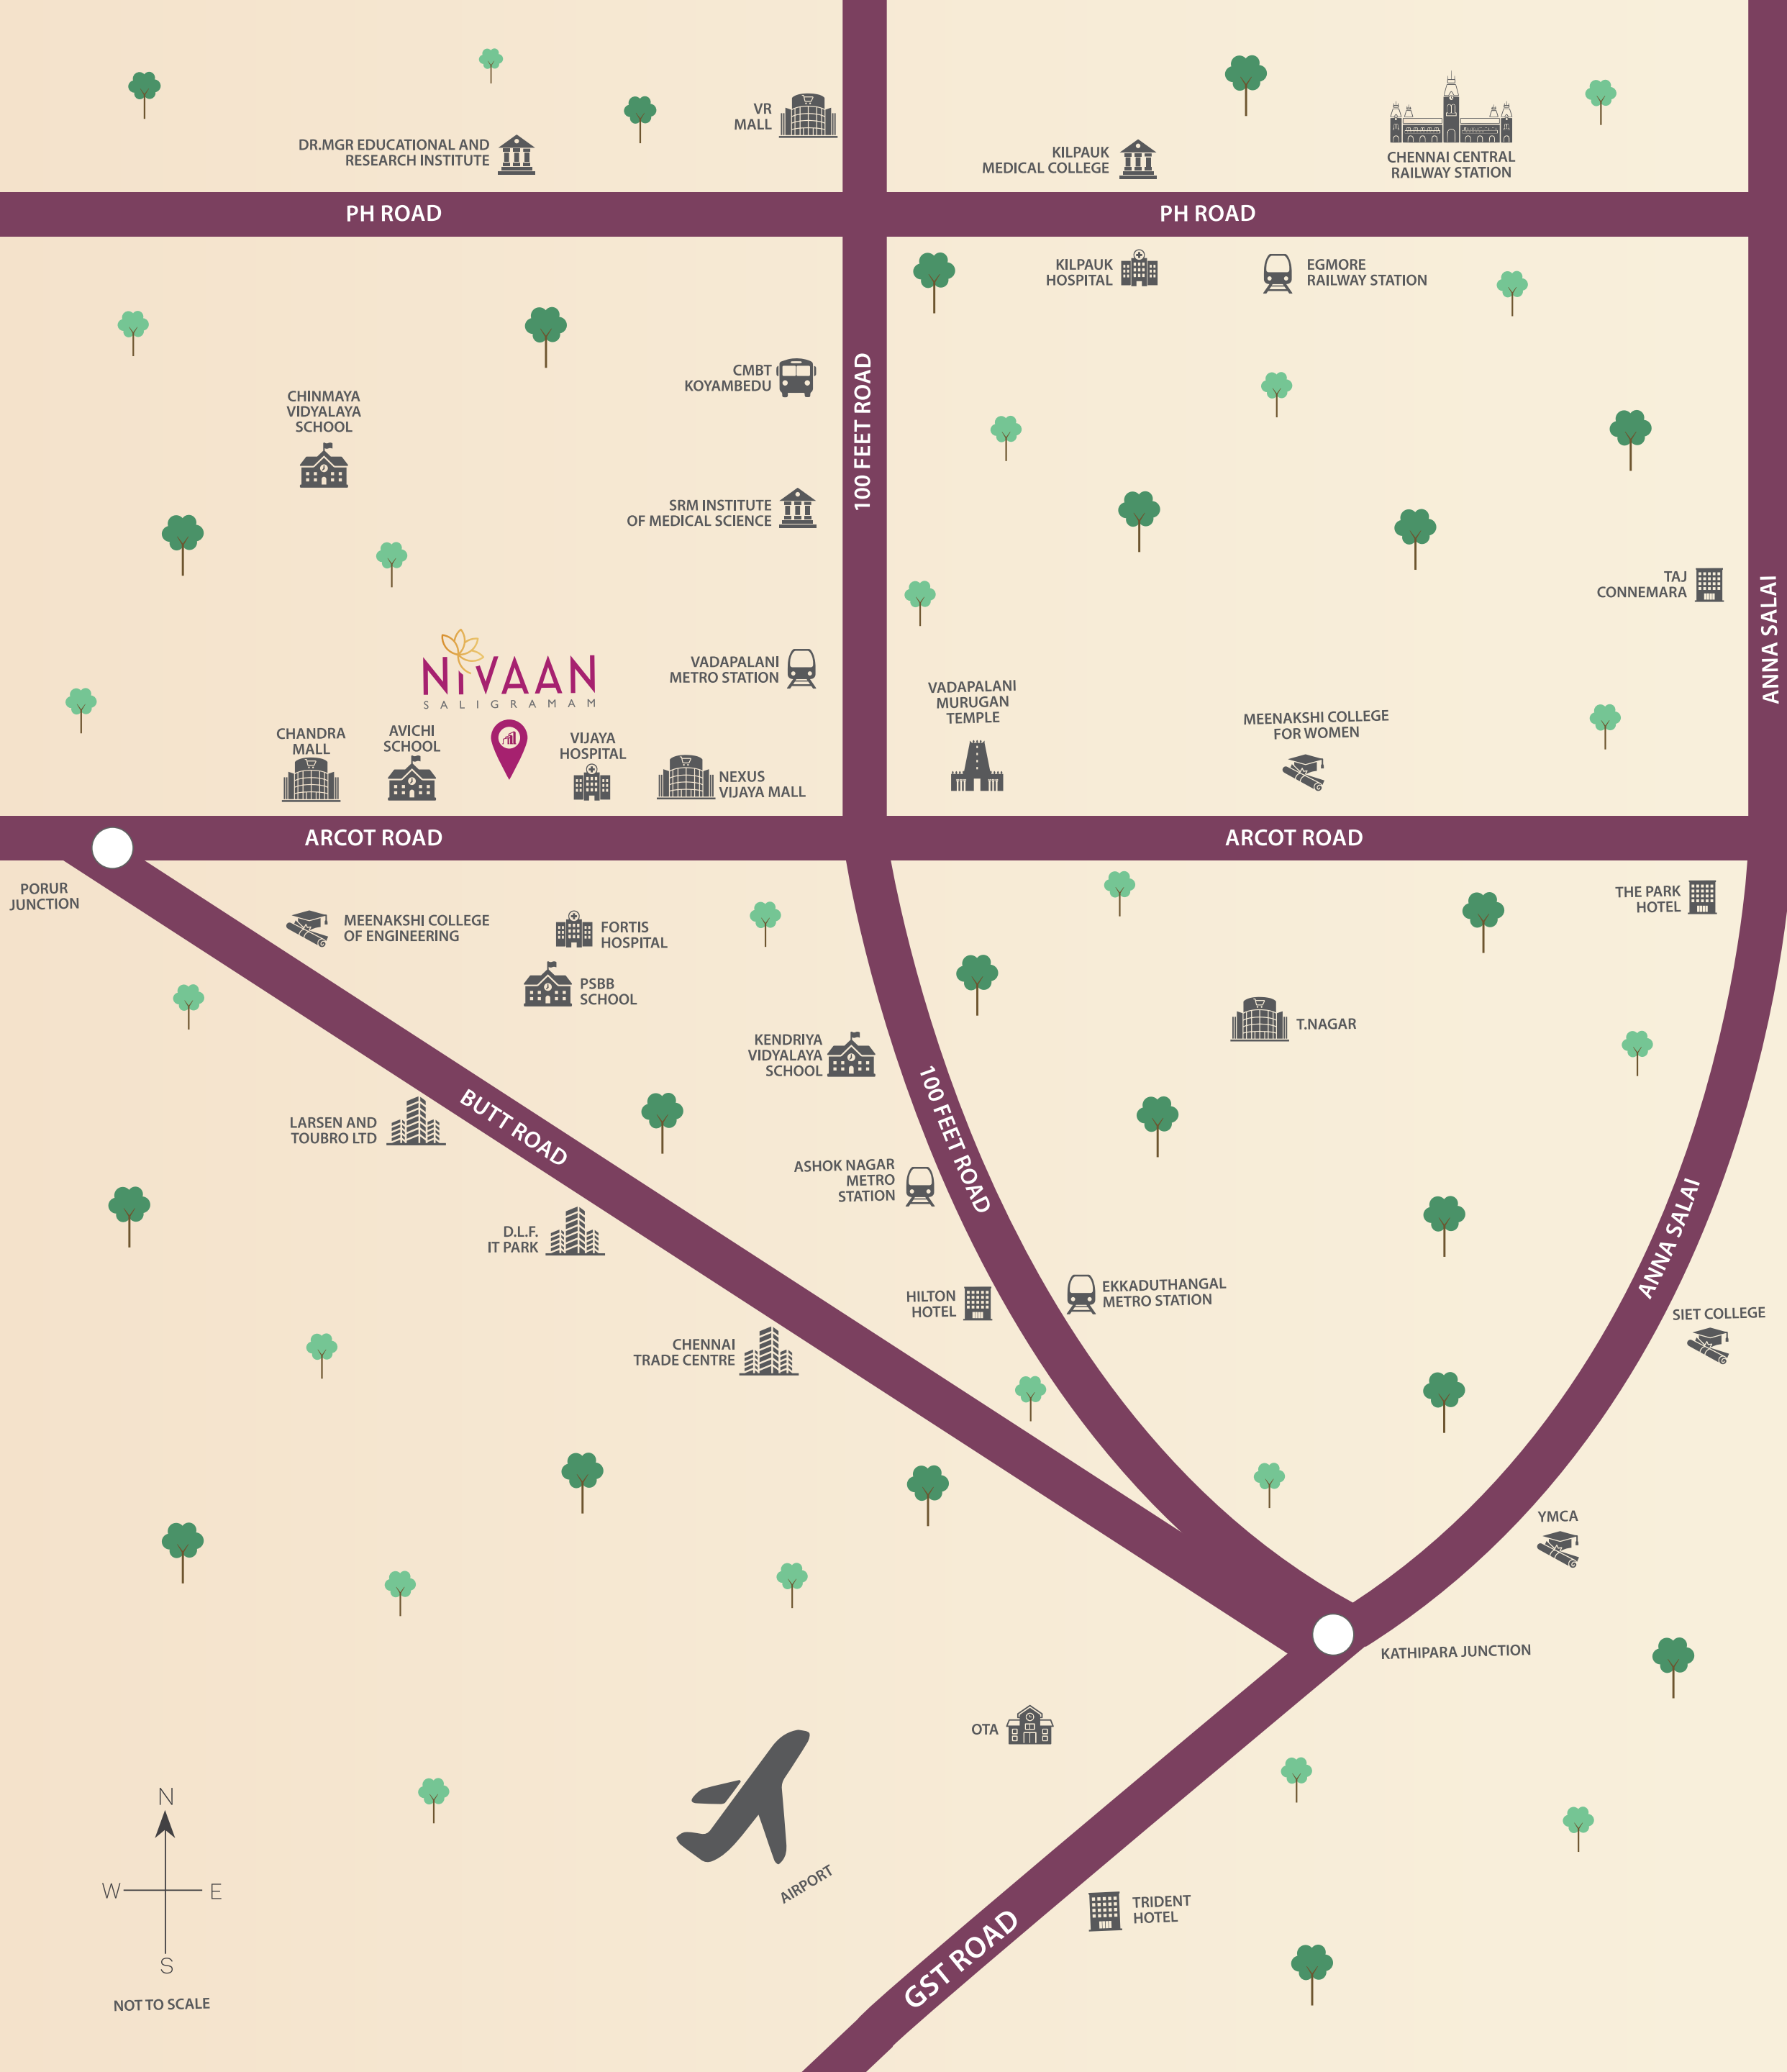 VR
MALL
DR.MGR EDUCATIONAL AND
RESEARCH INSTITUTE
KILPAUK
MEDICAL COLLEGE
CHENNAI CENTRAL
RAILWAY STATION
PH ROAD
PH ROAD
KILPAUK
HOSPITAL
EGMORE
RAILWAY STATION
CMBT
KOYAMBEDU
100 FEET ROAD
CHINMAYA
VIDYALAYA
SCHOOL
SRM INSTITUTE
OF MEDICAL SCIENCE
TAJ
CONNEMARA
ANNA SALAI
NIVAAN
SALIGRAMAM
VADAPALANI
METRO STATION
VADAPALANI
MURUGAN
TEMPLE
MEENAKSHI COLLEGE
FOR WOMEN
CHANDRA
MALL
AVICHI
SCHOOL
VIJAYA
HOSPITAL
NEXUS
VIJAYA MALL
ARCOT ROAD
ARCOT ROAD
PORUR
JUNCTION
MEENAKSHI COLLEGE
OF ENGINEERING
FORTIS
HOSPITAL
THE PARK
HOTEL
PSBB
SCHOOL
T.NAGAR
KENDRIYA
VIDYALAYA
SCHOOL
100 FEET ROAD
LARSEN AND
TOUBRO LTD
BUTT ROAD
ASHOK NAGAR
METRO
STATION
ANNA SALAI
D.L.F.
IT PARK
HILTON
HOTEL
EKKADUTHANGAL
METRO STATION
SIET COLLEGE
CHENNAI
TRADE CENTRE
YMCA
KATHIPARA JUNCTION
OTA
AIRPORT
TRIDENT
HOTEL
GST ROAD
N
W E
S
NOT TO SCALE